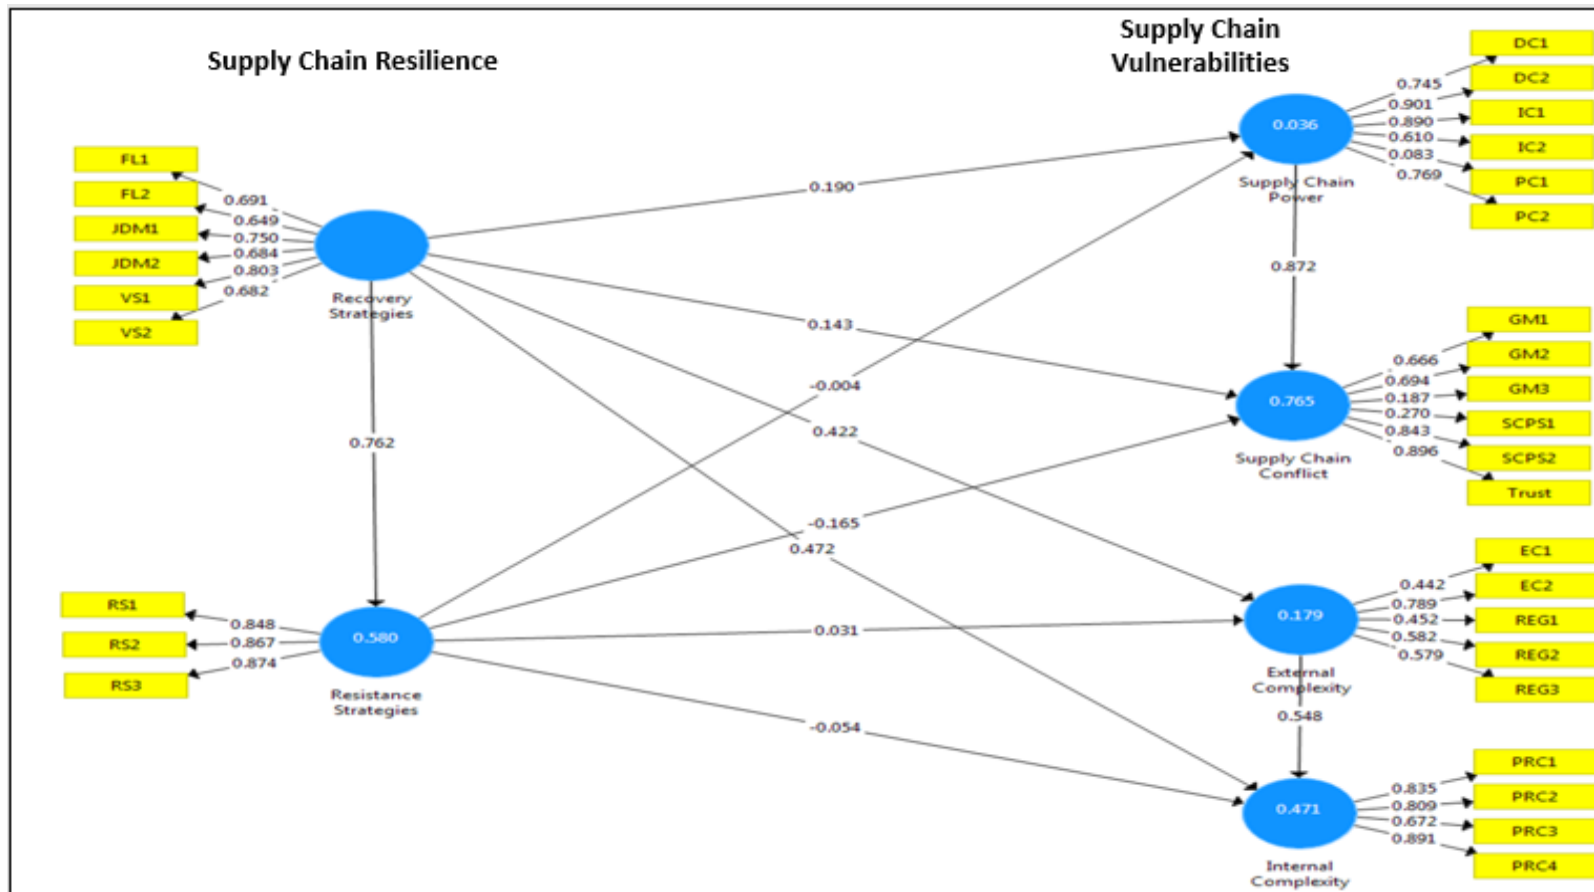 Supply Chain Resilience
Supply Chain
Vulnerabilities
FL1
FL2
JDM1
JDM2
VS1
VS2
0.691
0.649
0.750
0.684
0.803
0.682
Recovery
Strategies
0.762
RS1
RS2
RS3
0.848
0.867
0.874
0.580
Resistance
Strategies
0.190
0.143
-0.004
0.422
-0.165
0.472
0.031
-0.054
0.036
Supply Chain
Power
0.745
0.901
0.890
0.610
0.083
0.769
DC1
DC2
IC1
IC2
PC1
PC2
0.872
0.765
Supply Chain
Conflict
0.666
0.694
0.187
0.270
0.843
0.896
GM1
GM2
GM3
SCPS1
SCPS2
Trust
0.179
External
Complexity
0.442
0.789
0.452
0.582
0.579
EC1
EC2
REG1
REG2
REG3
0.548
0.471
Internal
Complexity
0.835
0.809
0.672
0.891
PRC1
PRC2
PRC3
PRC4